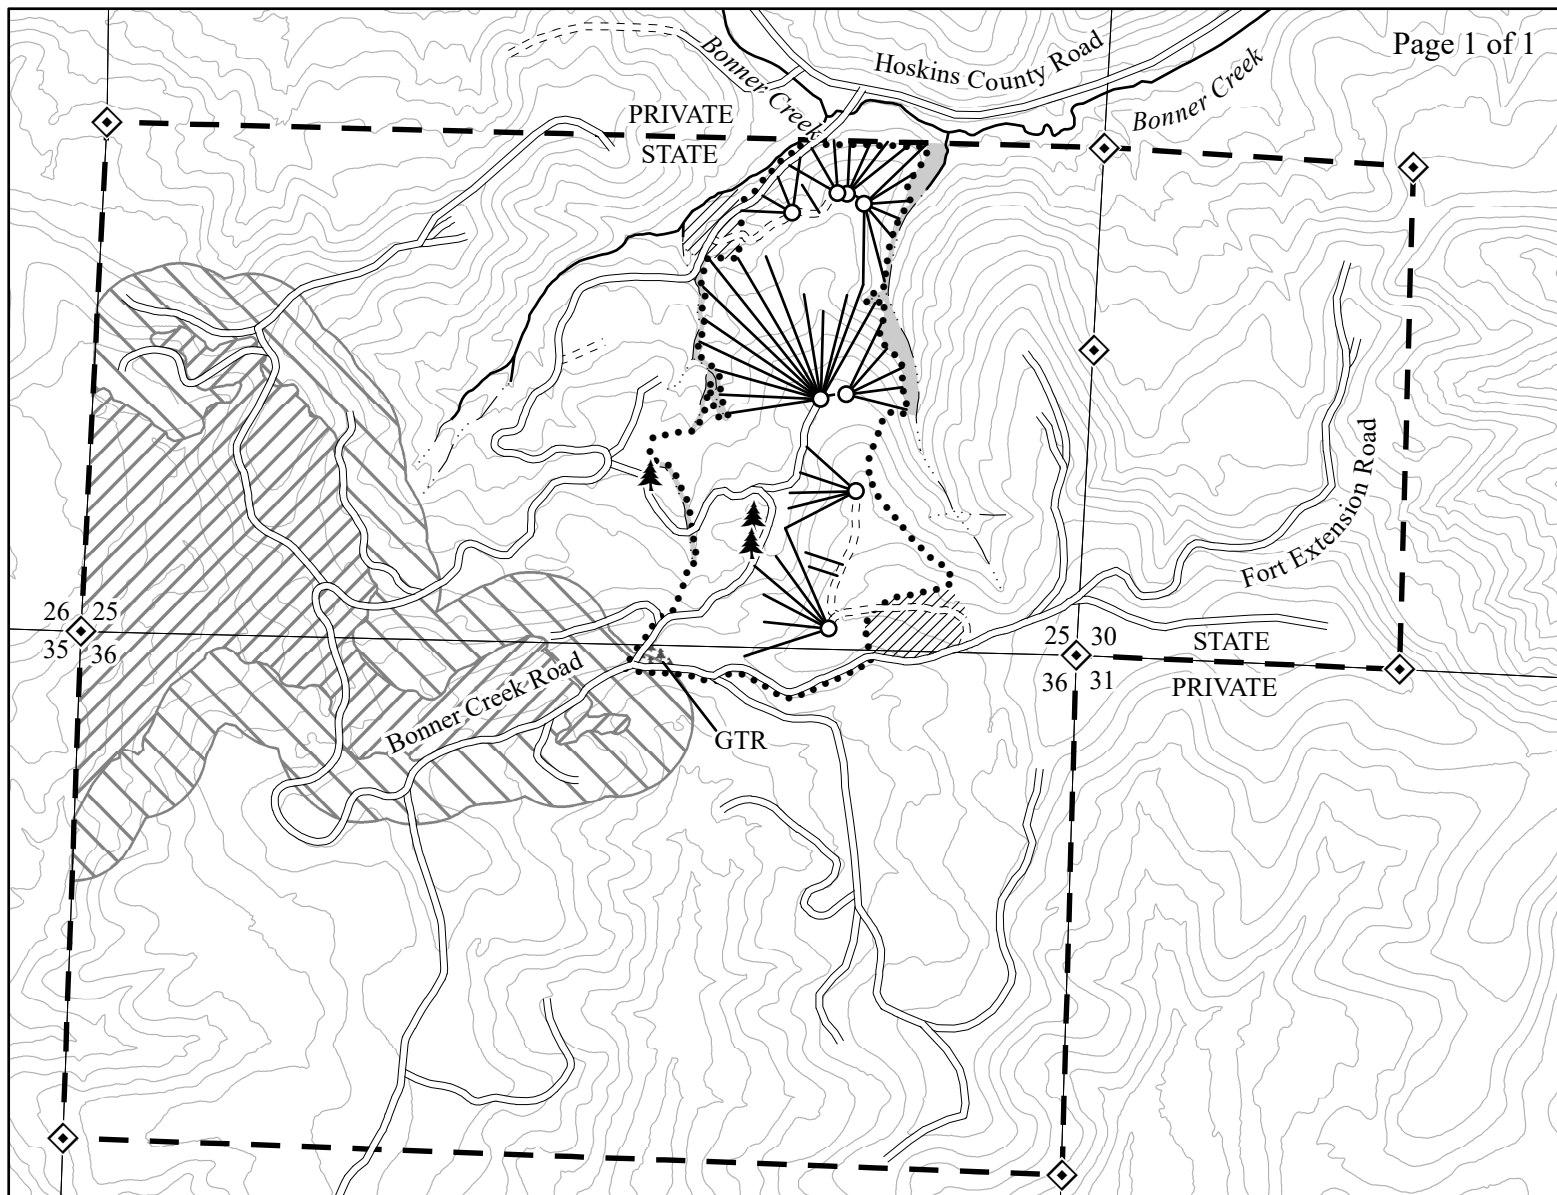 Page 1 of 1
Hoskins County Road
Bonner Creek
Bonner Creek
PRIVATE
STATE
Fort Extension Road
26 25
35 36
25 30
36 31
STATE
PRIVATE
Bonner Creek Road
GTR